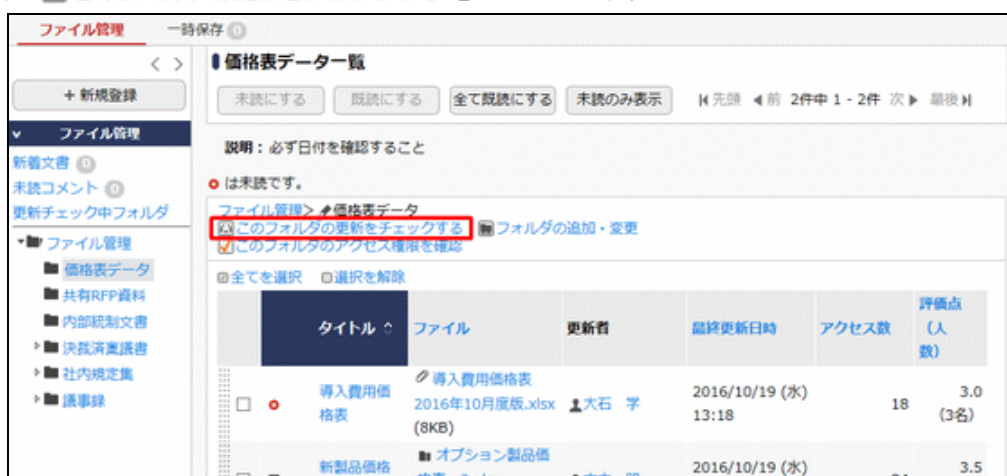 ファイル管理 一時保存 0
価格表データ一覧
+ 新規登録
未読にする 既読にする 全て既読にする 未読のみ表示 先頭 前 2件中 1 - 2件 次 最後
ファイル管理
説明：必ず日付を確認すること
新着文書 0
は未読です。
未読コメント 0
更新チェック中フォルダ
ファイル管理> 価格表データ
このフォルダの更新をチェックする フォルダの追加・変更
このフォルダのアクセス権限を確認
ファイル管理
価格表データ
共有RFP資料
内部統制文書
決裁済稟議書
社内規定集
議事録
全てを選択 選択を解除
タイトル ファイル 更新者 最終更新日時 アクセス数 評価点
（人
数）
導入費用価
格表
導入費用価格表
2016年10月度版.xlsx
(8KB)
大石 学
2016/10/19 (水)
13:18
18
3.0
(3名)
新製品価格
オプション製品価
2016/10/19 (水)
3.5